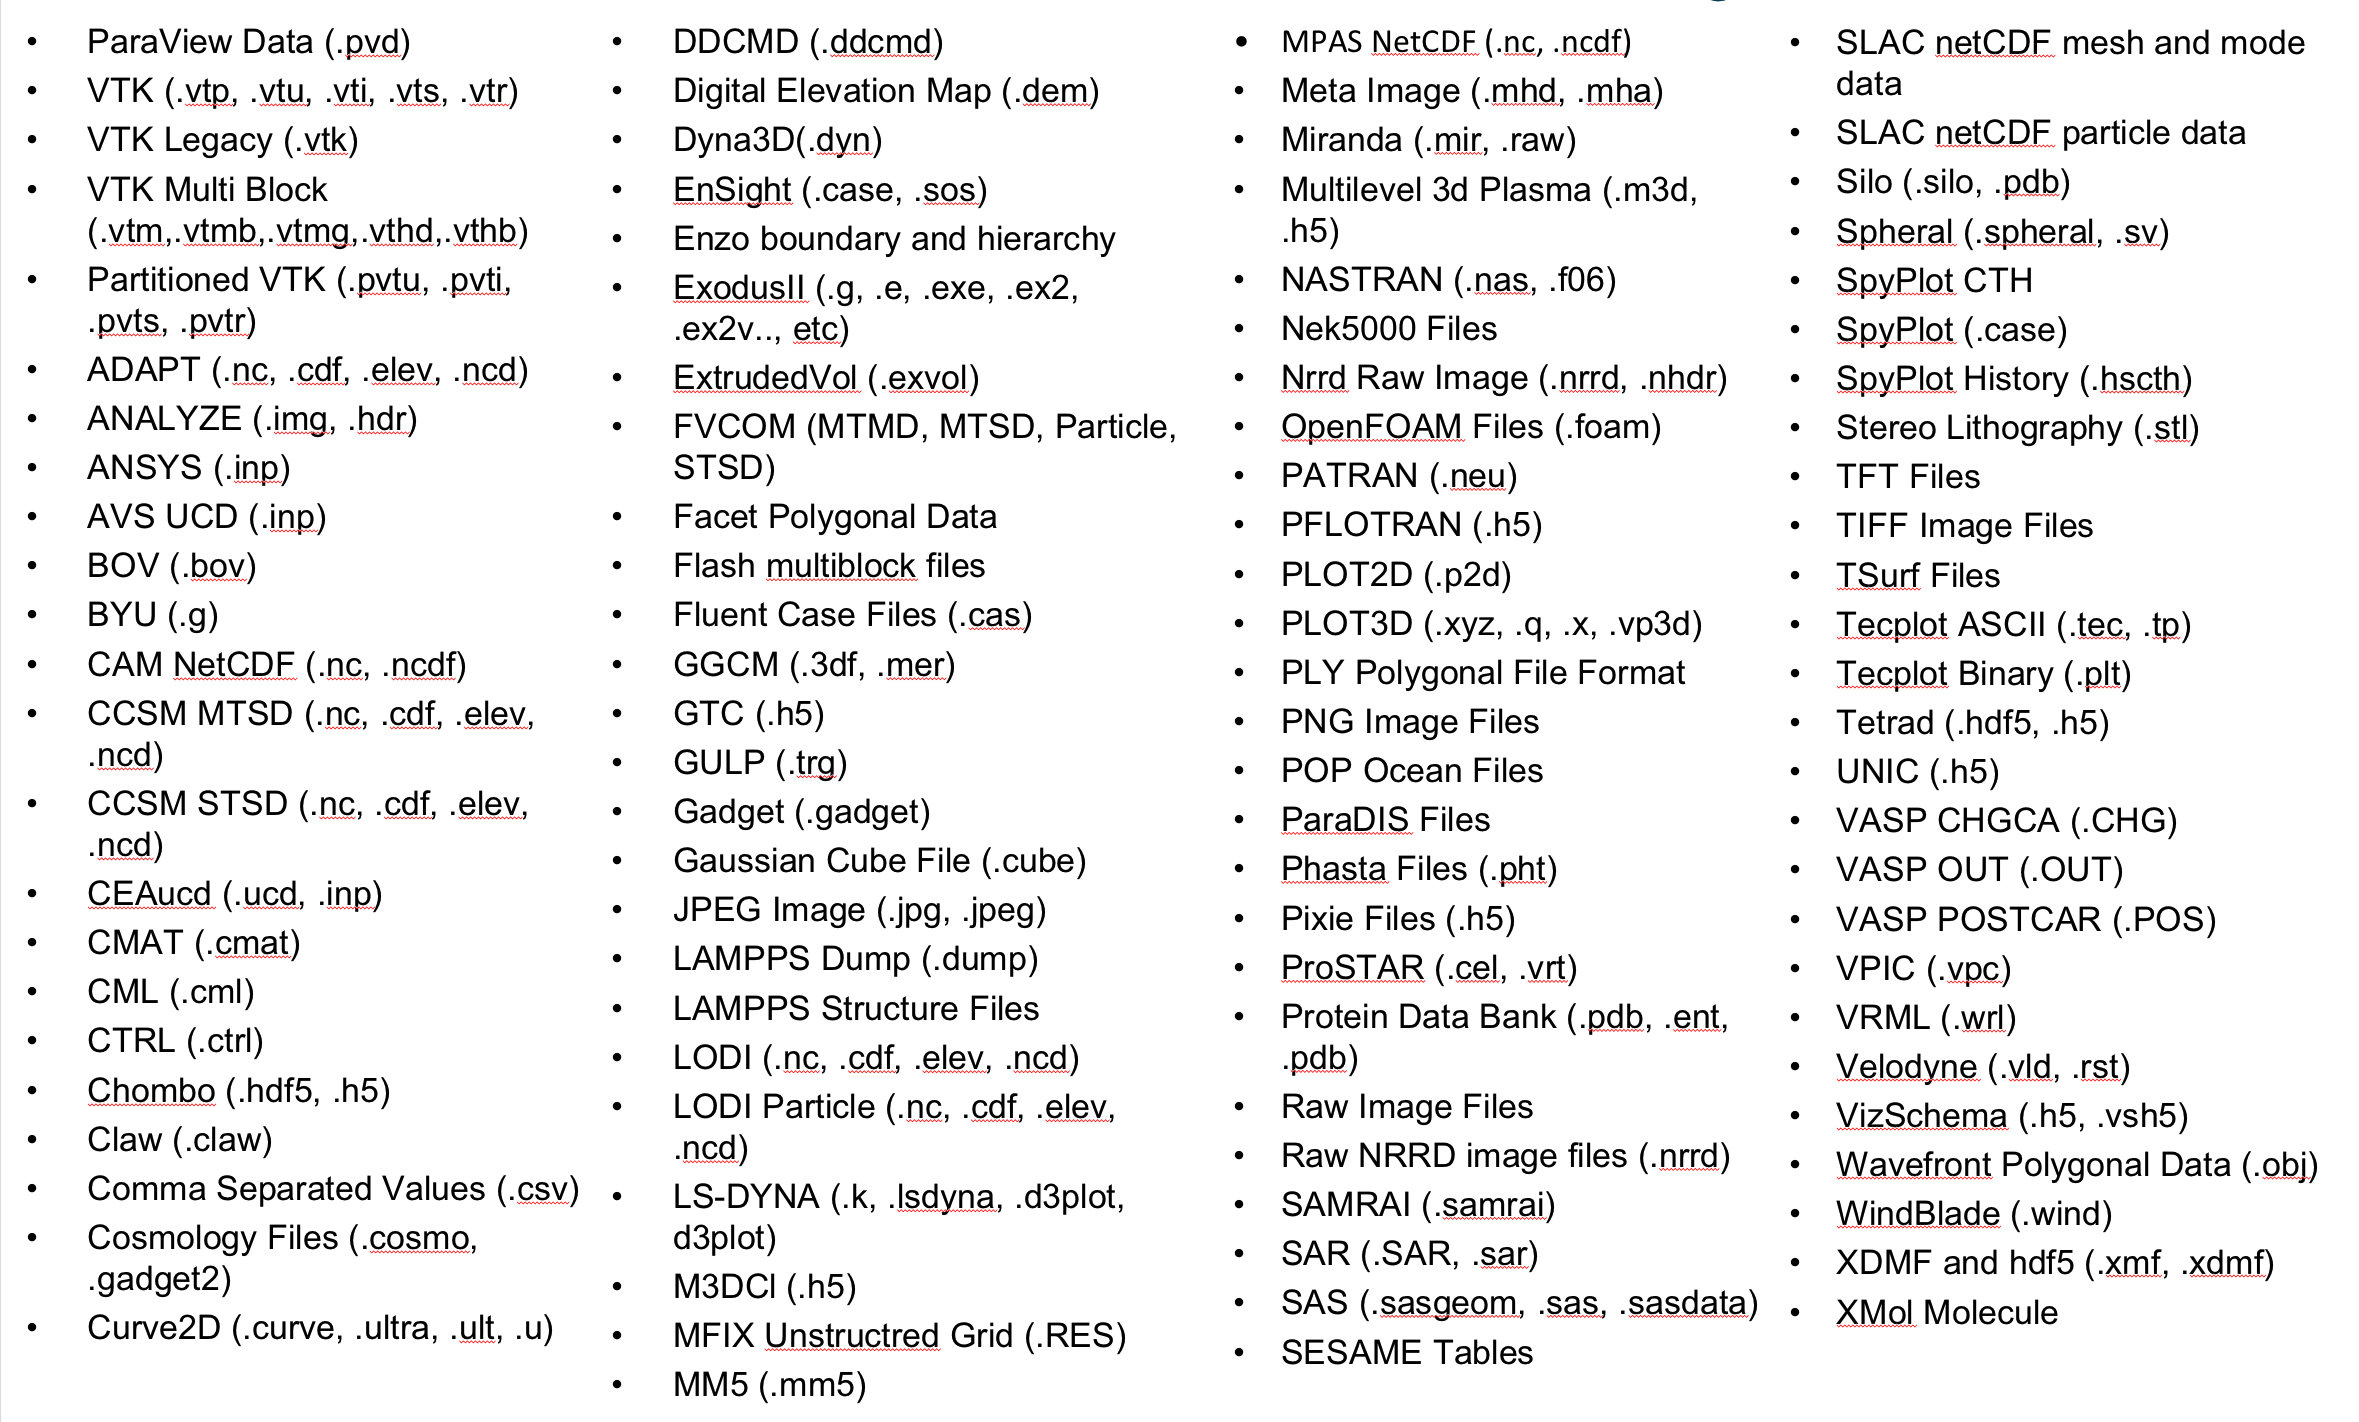 • ParaView Data (.pvd)
• VTK (.vtp, .vtu, .vti, .vts, .vtr)
• VTK Legacy (.vtk)
• VTK Multi Block
(.vtm,.vtmb,.vtmg,.vthd,.vthb)
• Partitioned VTK (.pvtu, .pvti,
.pvts, .pvtr)
• ADAPT (.nc, .cdf, .elev, .ncd)
• ANALYZE (.img, .hdr)
• ANSYS (.inp)
• AVS UCD (.inp)
• BOV (.bov)
• BYU (.g)
• CAM NetCDF (.nc, .ncdf)
• CCSM MTSD (.nc, .cdf, .elev,
.ncd)
• CCSM STSD (.nc, .cdf, .elev,
.ncd)
• CEAucd (.ucd, .inp)
• CMAT (.cmat)
• CML (.cml)
• CTRL (.ctrl)
• Chombo (.hdf5, .h5)
• Claw (.claw)
• Comma Separated Values (.csv)
• Cosmology Files (.cosmo,
.gadget2)
• Curve2D (.curve, .ultra, .ult, .u)
• DDCMD (.ddcmd)
• Digital Elevation Map (.dem)
• Dyna3D(.dyn)
• EnSight (.case, .sos)
• Enzo boundary and hierarchy
• ExodusII (.g, .e, .exe, .ex2,
.ex2v.., etc)
• ExtrudedVol (.exvol)
• FVCOM (MTMD, MTSD, Particle,
STSD)
• Facet Polygonal Data
• Flash multiblock files
• Fluent Case Files (.cas)
• GGCM (.3df, .mer)
• GTC (.h5)
• GULP (.trg)
• Gadget (.gadget)
• Gaussian Cube File (.cube)
• JPEG Image (.jpg, .jpeg)
• LAMPPS Dump (.dump)
• LAMPPS Structure Files
• LODI (.nc, .cdf, .elev, .ncd)
• LODI Particle (.nc, .cdf, .elev,
.ncd)
• LS-DYNA (.k, .lsdyna, .d3plot,
d3plot)
• M3DCl (.h5)
• MFIX Unstructred Grid (.RES)
• MM5 (.mm5)
• MPAS NetCDF (.nc, .ncdf)
• Meta Image (.mhd, .mha)
• Miranda (.mir, .raw)
• Multilevel 3d Plasma (.m3d,
.h5)
• NASTRAN (.nas, .f06)
• Nek5000 Files
• Nrrd Raw Image (.nrrd, .nhdr)
• OpenFOAM Files (.foam)
• PATRAN (.neu)
• PFLOTRAN (.h5)
• PLOT2D (.p2d)
• PLOT3D (.xyz, .q, .x, .vp3d)
• PLY Polygonal File Format
• PNG Image Files
• POP Ocean Files
• ParaDIS Files
• Phasta Files (.pht)
• Pixie Files (.h5)
• ProSTAR (.cel, .vrt)
• Protein Data Bank (.pdb, .ent,
.pdb)
• Raw Image Files
• Raw NRRD image files (.nrrd)
• SAMRAI (.samrai)
• SAR (.SAR, .sar)
• SAS (.sasgeom, .sas, .sasdata)
• SESAME Tables
• SLAC netCDF mesh and mode
data
• SLAC netCDF particle data
• Silo (.silo, .pdb)
• Spheral (.spheral, .sv)
• SpyPlot CTH
• SpyPlot (.case)
• SpyPlot History (.hscth)
• Stereo Lithography (.stl)
• TFT Files
• TIFF Image Files
• TSurf Files
• Tecplot ASCII (.tec, .tp)
• Tecplot Binary (.plt)
• Tetrad (.hdf5, .h5)
• UNIC (.h5)
• VASP CHGCA (.CHG)
• VASP OUT (.OUT)
• VASP POSTCAR (.POS)
• VPIC (.vpc)
• VRML (.wrl)
• Velodyne (.vld, .rst)
• VizSchema (.h5, .vsh5)
• Wavefront Polygonal Data (.obj)
• WindBlade (.wind)
• XDMF and hdf5 (.xmf, .xdmf)
• XMol Molecule